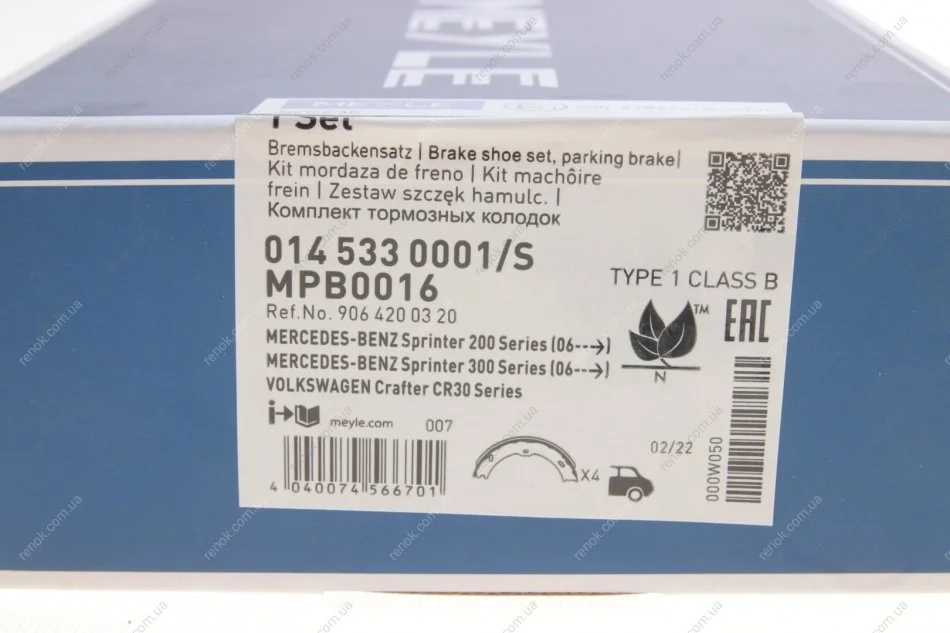 MEYLE
MEYLE
1 Set
Bremsbackensatz | Brake shoe set, parking brake|
Kit mordaza de freno | Kit machôire
frein | Zestaw szczęk hamulc. |
Комплект тормозных колодок
014 533 0001/S
MPB0016
TYPE 1 CLASS B
Ref.No. 906 420 03 20
TM
EAC
MERCEDES-BENZ Sprinter 200 Series (06--→)
MERCEDES-BENZ Sprinter 300 Series (06--→)
N
VOLKSWAGEN Crafter CR30 Series
i→ meyle.com 007
02/22
X4
4 040074 566701
000W050
renok.com.ua